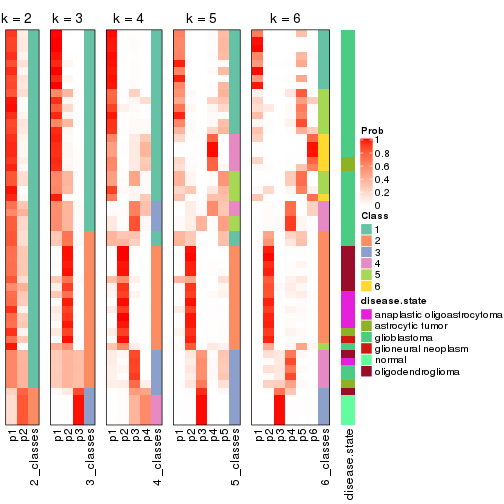 k = 2 k = 3 k = 4 k = 5 k = 6
Prob
1
0.8
0.6
0.4
0.2
0
Class
1
2
3
4
5
6
disease.state
anaplastic oligoastrocytoma
astrocytic tumor
glioblastoma
glioneural neoplasm
normal
oligodendroglioma
p1 p2 2_classes p1 p2 p3 3_classes p1 p2 p3 p4 4_classes p1 p2 p3 p4 p5 5_classes p1 p2 p3 p4 p5 p6 6_classes disease.state